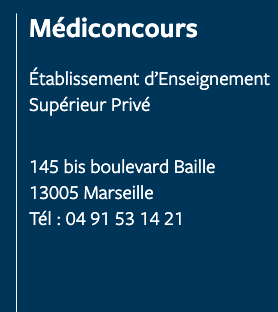 Médiconcours
Établissement d’Enseignement
Supérieur Privé
145 bis boulevard Baille
13005 Marseille
Tél : 04 91 53 14 21